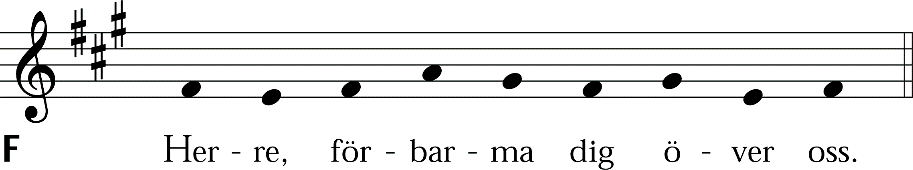 F Her - re, för - bar - ma dig ö - ver oss.